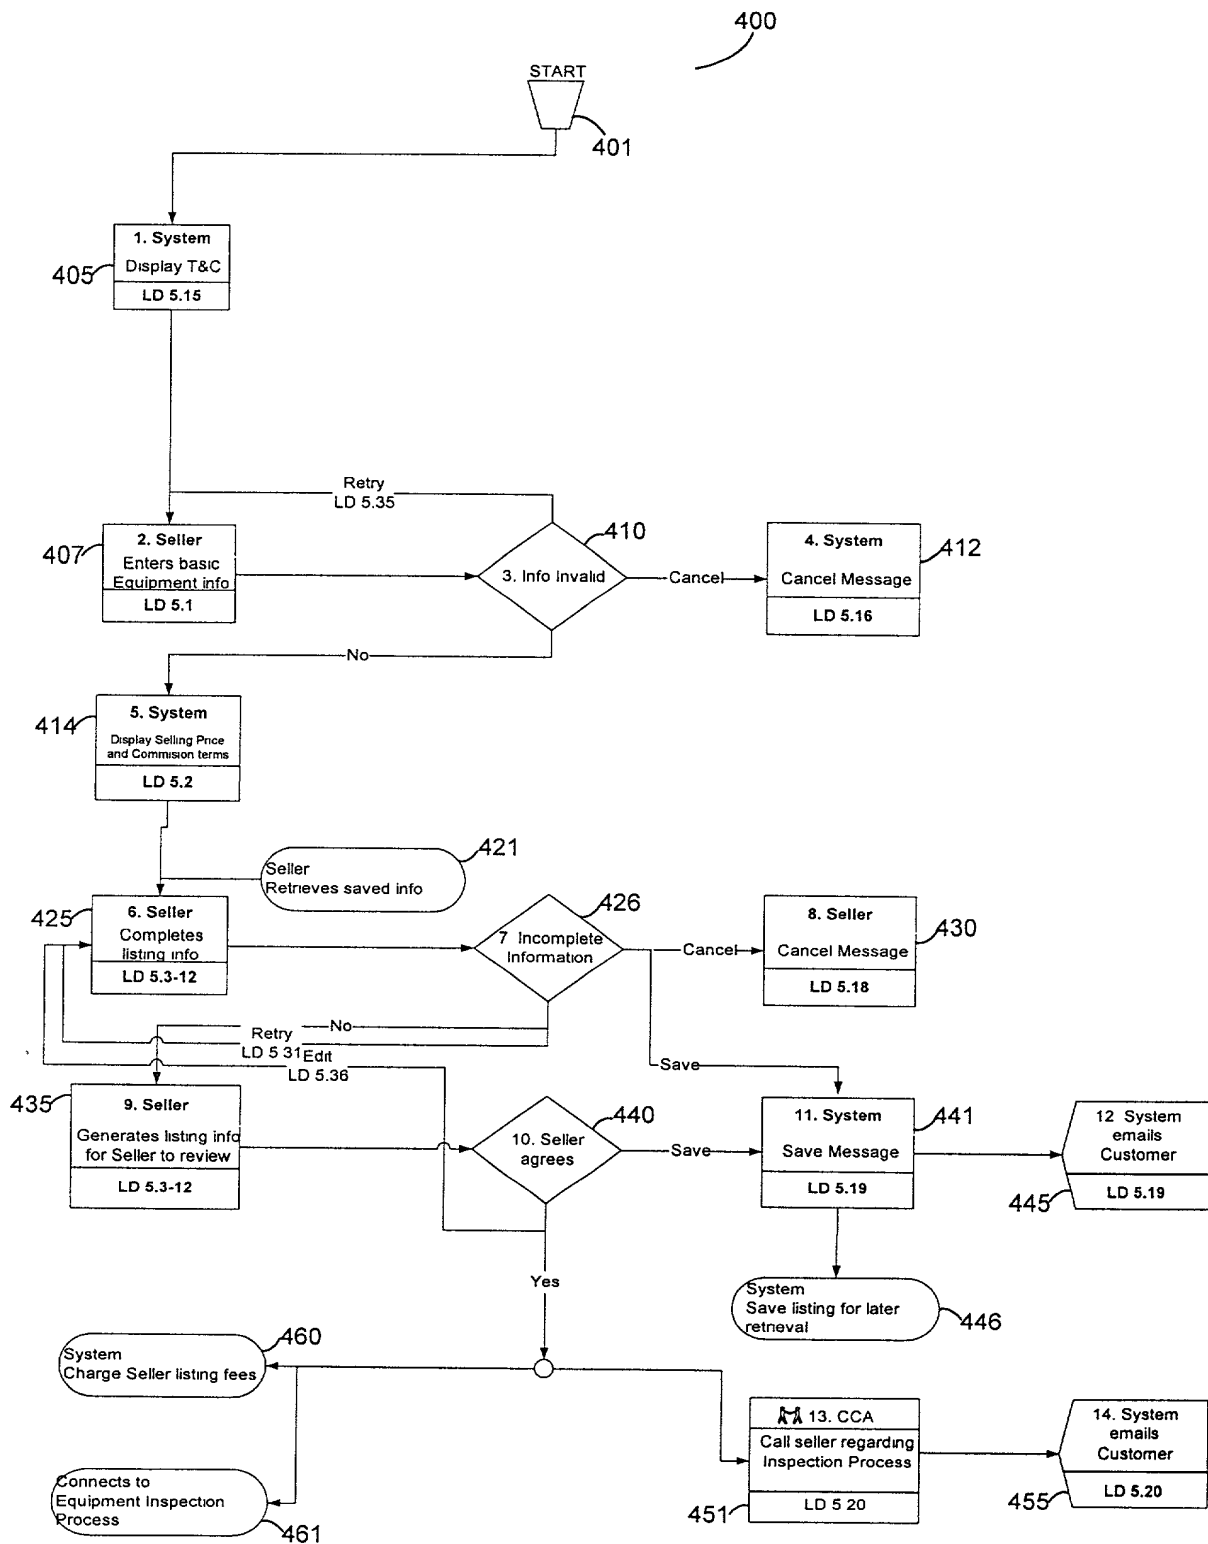 400
START
401
1. System
Display T&C
LD 5.15
405
Retry
LD 5.35
410
2. Seller
Enters basic
Equipment info
LD 5.1
407
3. Info Invalid
Cancel
4. System
Cancel Message
LD 5.16
412
No
5. System
Display Selling Price
and Commision terms
LD 5.2
414
Seller
Retrieves saved info
421
6. Seller
Completes
listing info
LD 5.3-12
425
426
7 Incomplete
Information
Cancel
8. Seller
Cancel Message
LD 5.18
430
No
Retry
LD 5 31
Edit
LD 5.36
Save
9. Seller
Generates listing info
for Seller to review
LD 5.3-12
435
440
10. Seller
agrees
Save
11. System
Save Message
LD 5.19
441
12 System
emails
Customer
LD 5.19
445
Yes
System
Save listing for later
retrieval
446
System
Charge Seller listing fees
460
13. CCA
Call seller regarding
Inspection Process
LD 5 20
451
14. System
emails
Customer
LD 5.20
455
Connects to
Equipment Inspection
Process
461